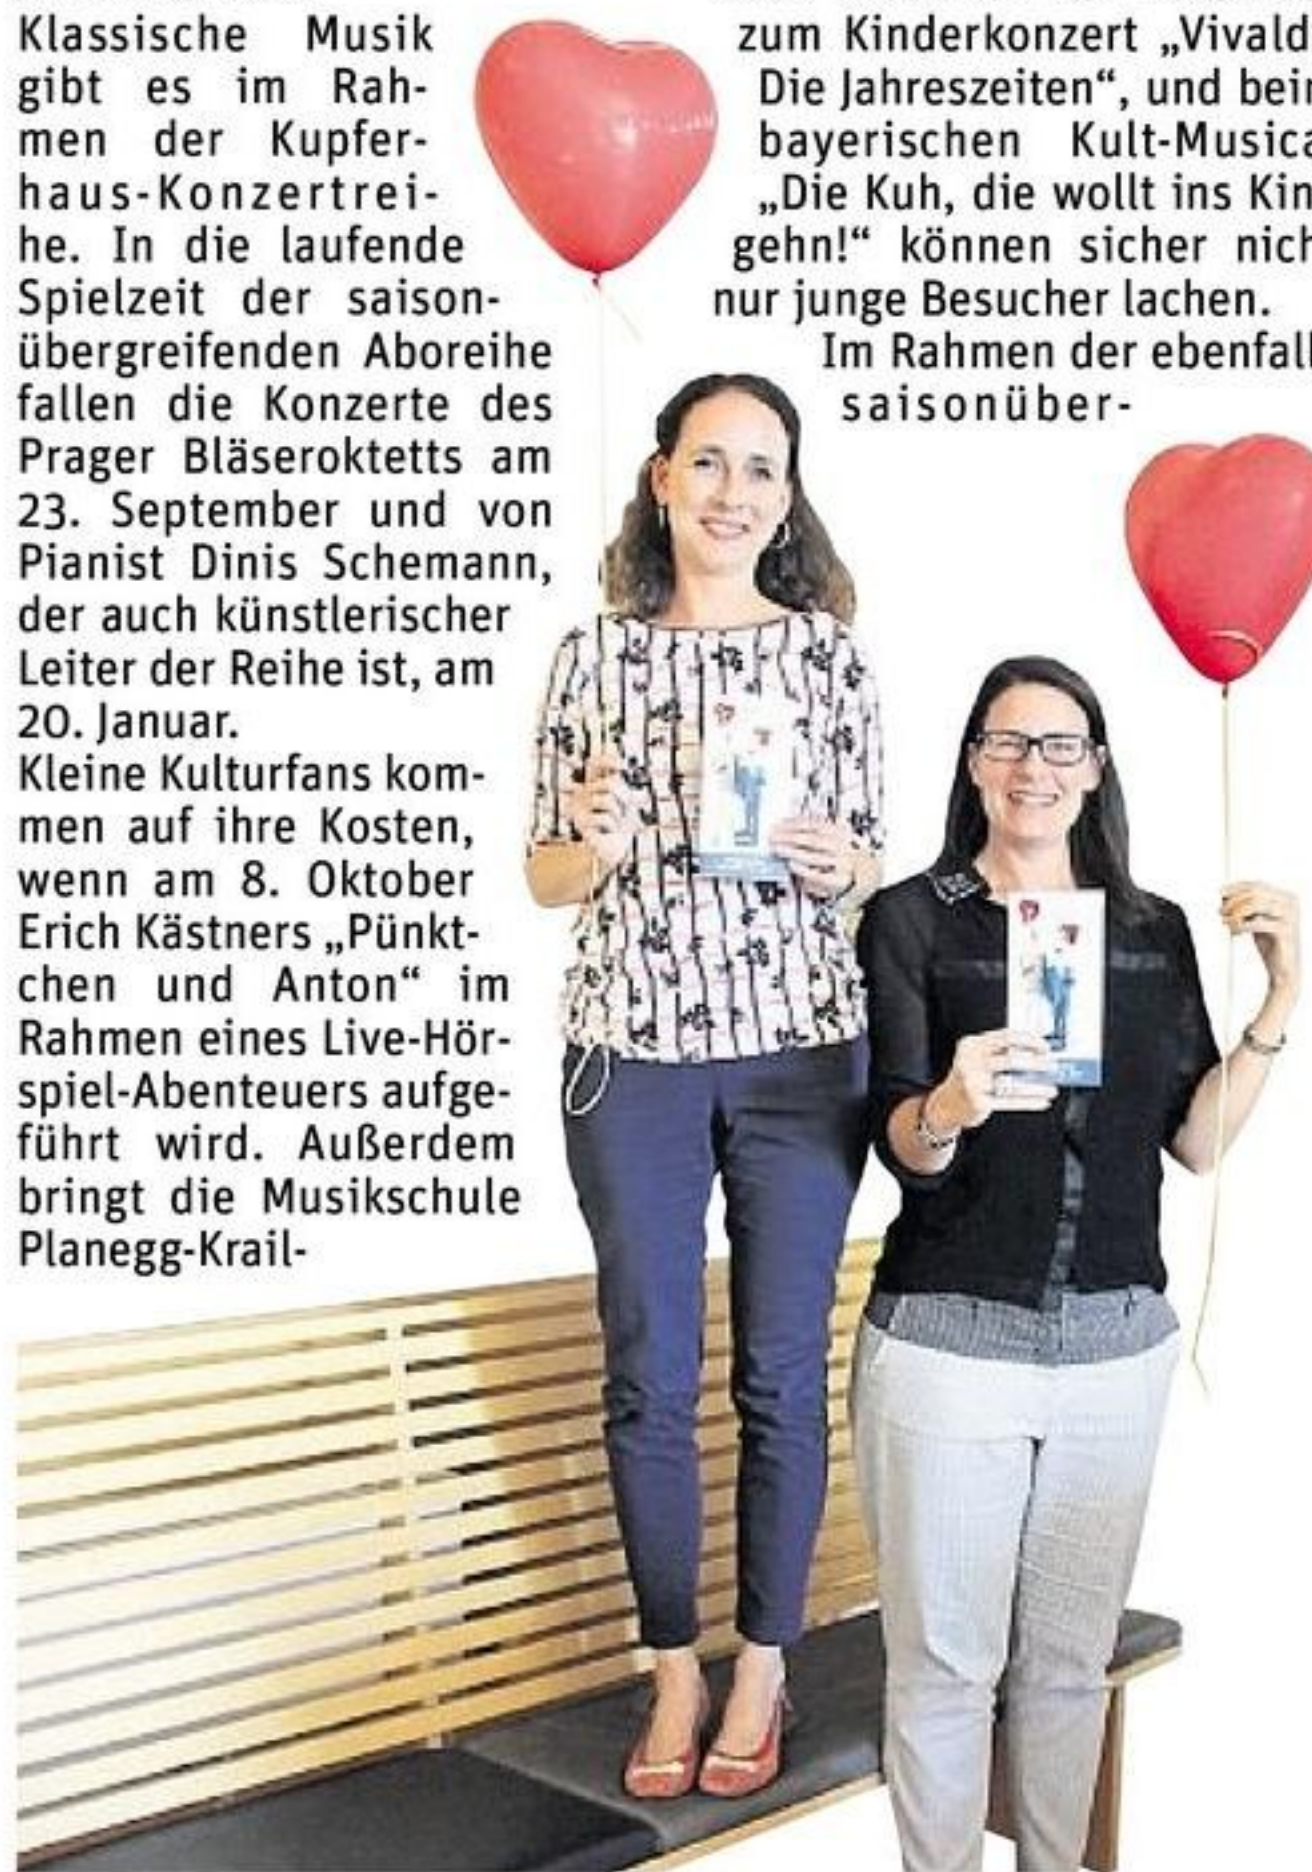 Klassische Musik
gibt es im Rah-
men der Kupfer-
haus-Konzertrei-
he. In die laufende
Spielzeit der saison-
übergreifenden Aboreihe
fallen die Konzerte des
Prager Bläseroktetts am
23. September und von
Pianist Dinis Schemann,
der auch künstlerischer
Leiter der Reihe ist, am
20. Januar.
Kleine Kulturfans kom-
men auf ihre Kosten,
wenn am 8. Oktober
Erich Kästners „Pünkt-
chen und Anton“ im
Rahmen eines Live-Hör-
spiel-Abenteuers aufge-
führt wird. Außerdem
bringt die Musikschule
Planegg-Krail-
zum Kinderkonzert „Vivald
Die Jahreszeiten“, und bei
bayerischen Kult-Musica
„Die Kuh, die wollt ins Kin
gehn!“ können sicher nich
nur junge Besucher lachen.
Im Rahmen der ebenfall
saisonüber-